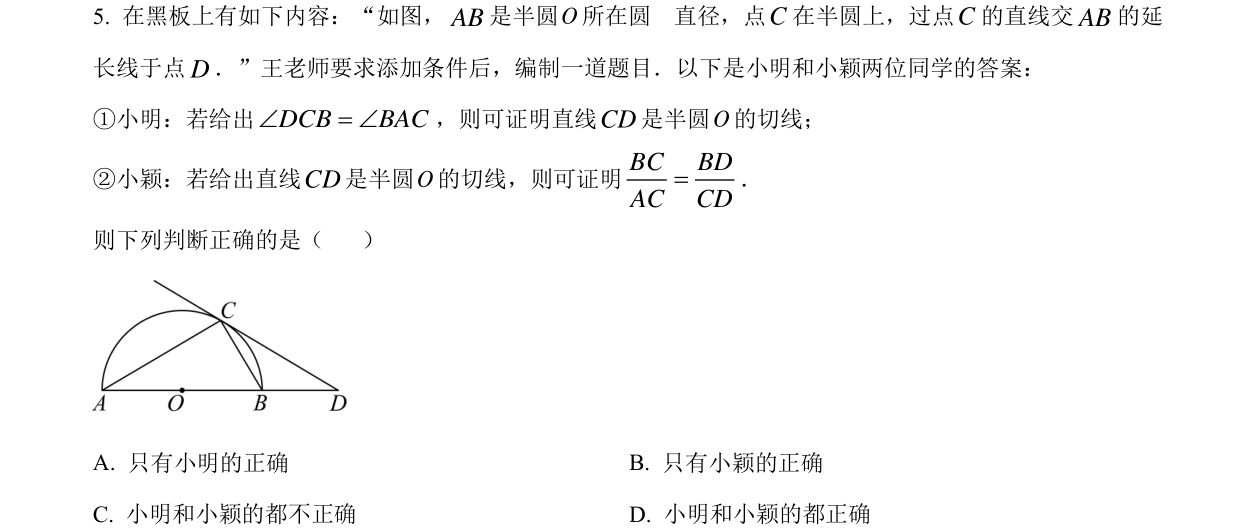 5. 在黑板上有如下内容：“如图，AB是半圆O所在圆 直径，点C在半圆上，过点C的直线交AB的延
长线于点D．”王老师要求添加条件后，编制一道题目．以下是小明和小颖两位同学的答案：
①小明：若给出∠DCB=∠BAC，则可证明直线CD是半圆O的切线；
②小颖：若给出直线CD是半圆O的切线，则可证明BC/AC=BD/CD．
则下列判断正确的是（ ）
C
A O B D
A. 只有小明的正确 B. 只有小颖的正确
C. 小明和小颖的都不正确 D. 小明和小颖的都正确